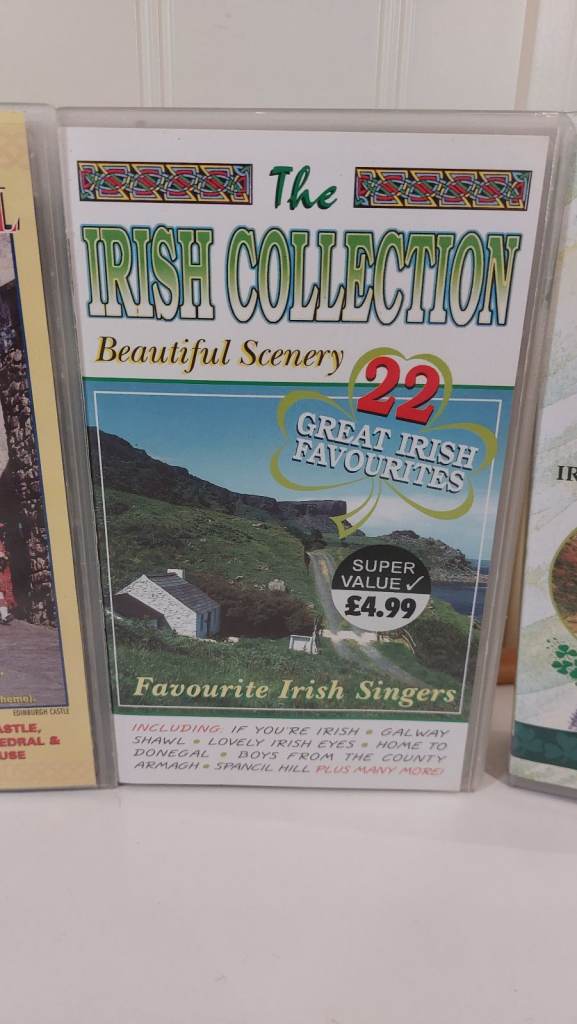 The
IRISH COLLECTION
Beautiful Scenery
22
GREAT IRISH
FAVOURITES
SUPER
VALUE ✓
£4.99
Favourite Irish Singers
INCLUDING: IF YOU'RE IRISH • GALWAY
SHAWL • LOVELY IRISH EYES • HOME TO
DONEGAL • BOYS FROM THE COUNTY
ARMAGH • SPANCIL HILL PLUS MANY MORE!
EDINBURGH CASTLE